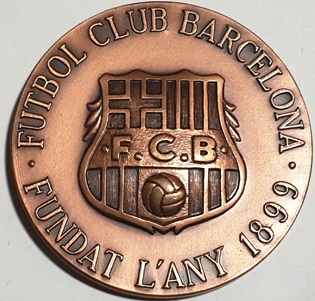 FUTBOL CLUB BARCELONA
· F.C.B ·
· FUNDAT L'ANY 1899 ·